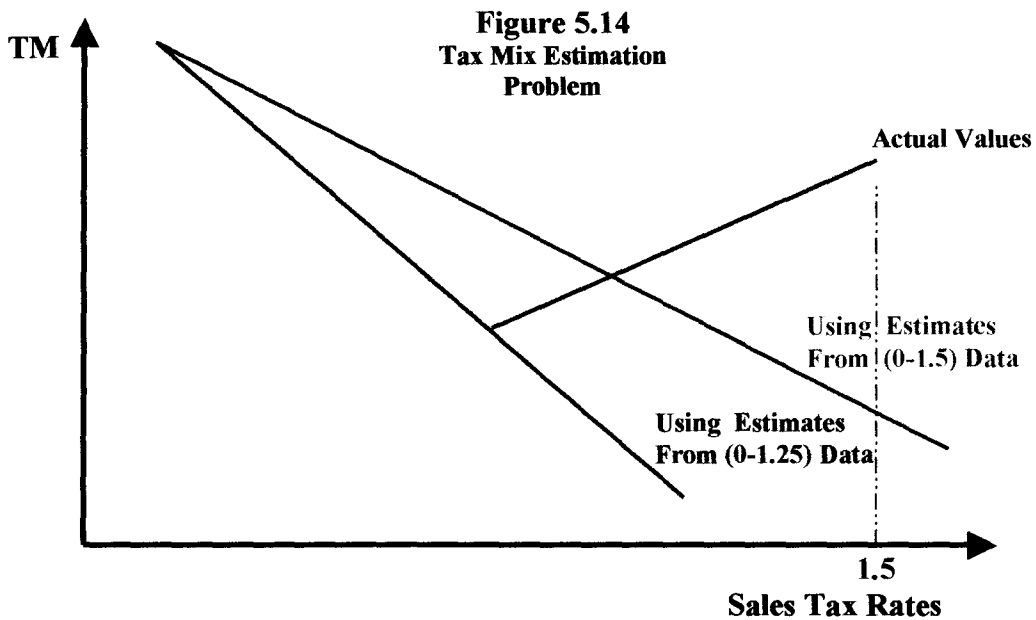 Figure 5.14
Tax Mix Estimation
Problem
TM
Actual Values
Using Estimates
From (0-1.5) Data
Using Estimates
From (0-1.25) Data
1.5
Sales Tax Rates